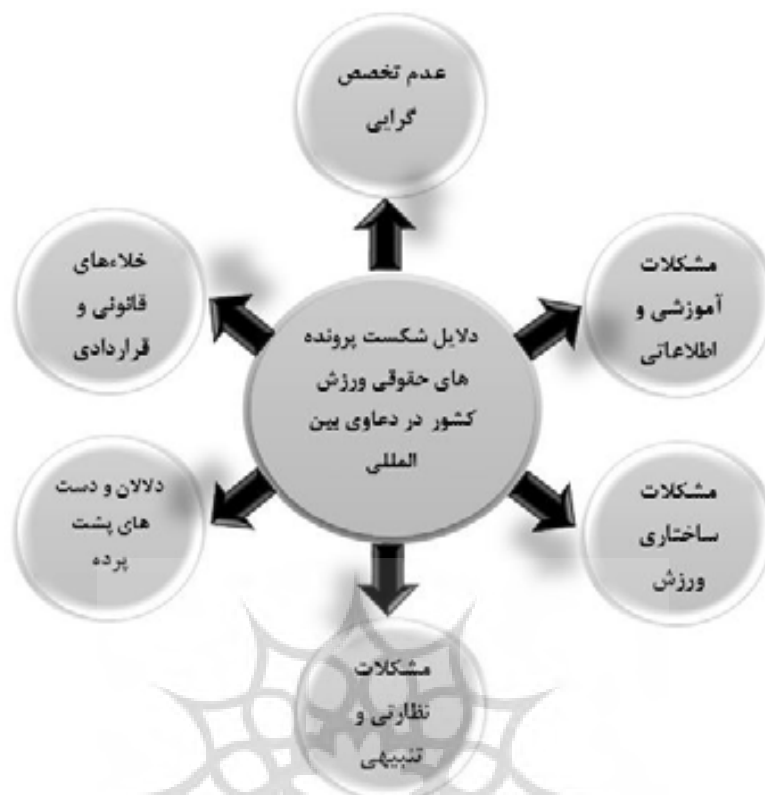 عدم تخصص
گرایی
مشکلات
آموزشی و
اطلاعاتی
خلاءهای
قانونی و
قراردادی
دلایل شکست پرونده
های حقوقی ورزش
کشور در دعاوی بین
المللی
مشکلات
ساختاری
ورزش
دلالان و دست
های پشت
پرده
مشکلات
نظارتی و
تنبیهی